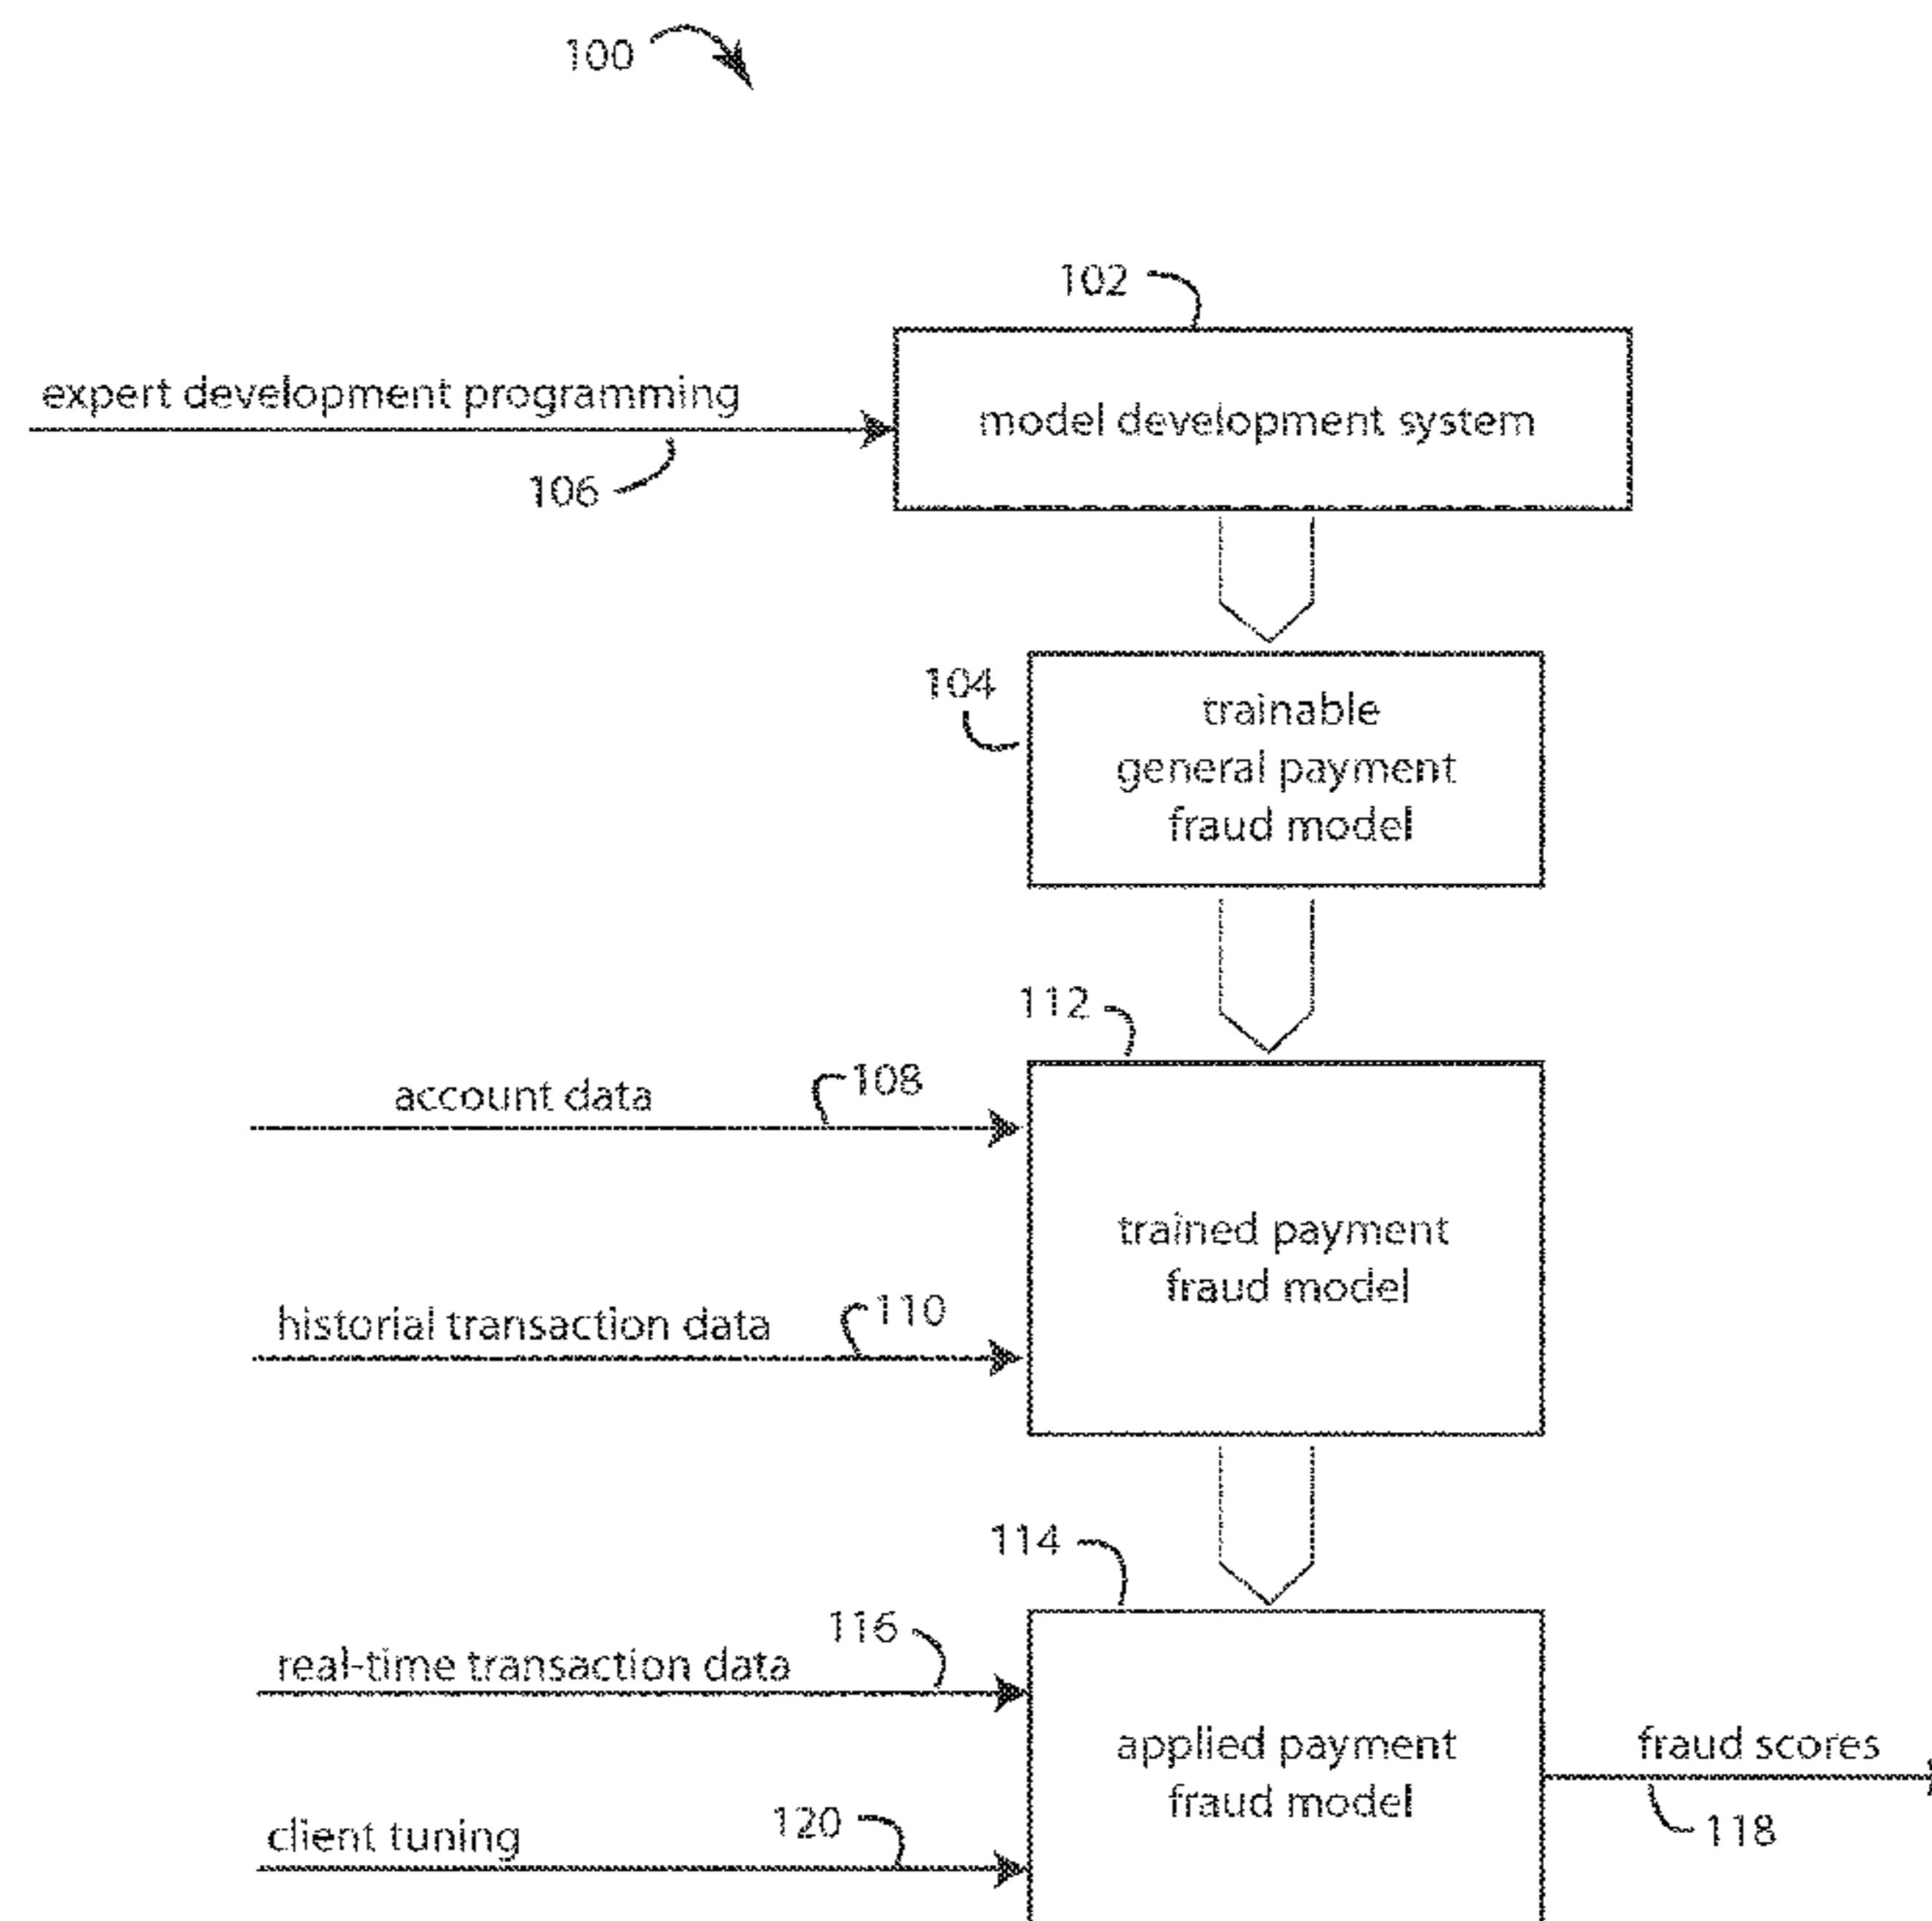 100
102
expert development programming
model development system
106
104
trainable
general payment
fraud model
112
account data
108
trained payment
fraud model
historial transaction data
110
114
116
real-time transaction data
applied payment
fraud model
fraud scores
118
client tuning
120